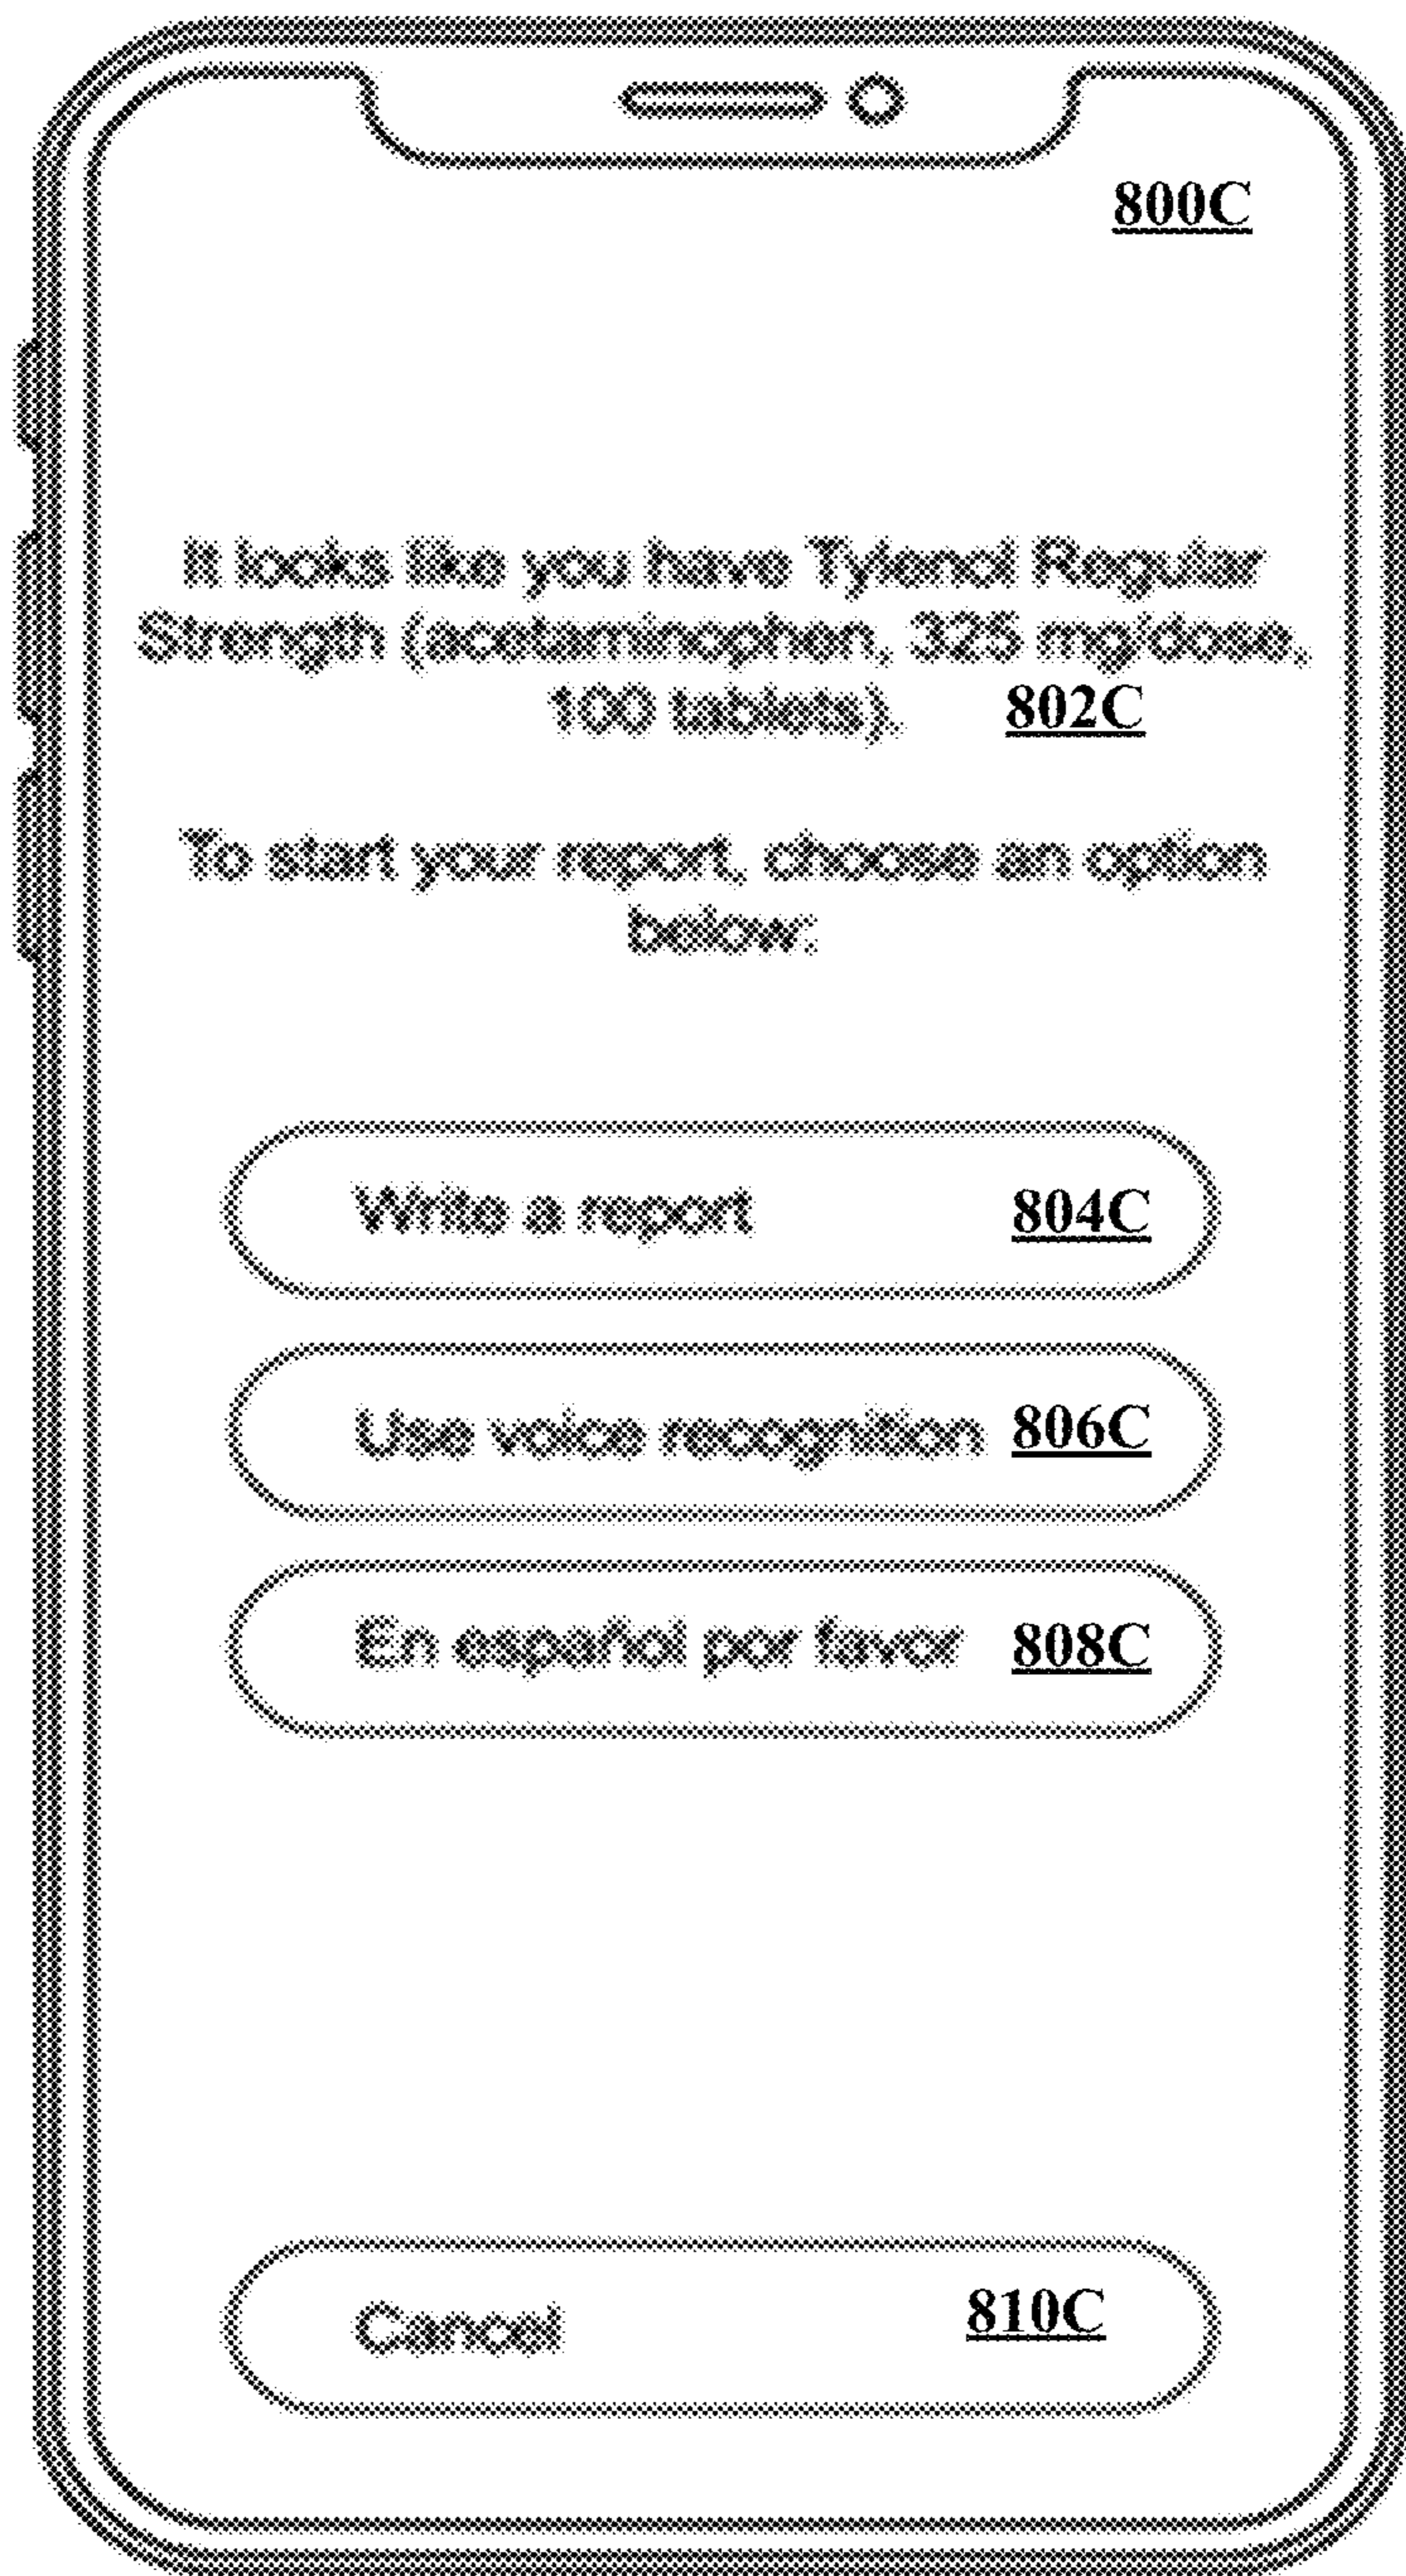 800C
It looks like you have Tylenol Regular
Strength (acetaminophen, 325 mg/dose,
100 tablets). 802C
To start your report, choose an option
below:
Write a report 804C
Use voice recognition 806C
En español por favor 808C
Cancel 810C